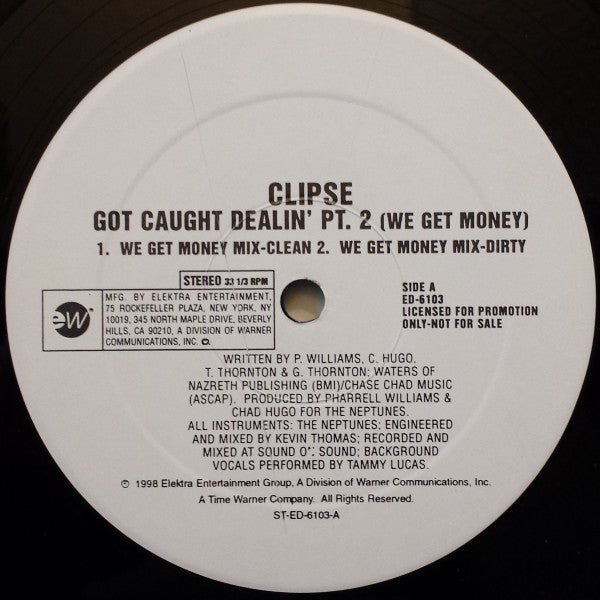 CLIPSE
GOT CAUGHT DEALIN' PT. 2 (WE GET MONEY)
1. WE GET MONEY MIX-CLEAN 2. WE GET MONEY MIX-DIRTY
STEREO 33 1/3 RPM
ew
MFG. BY ELEKTRA ENTERTAINMENT,
75 ROCKEFELLER PLAZA, NEW YORK, NY
10019, 345 NORTH MAPLE DRIVE, BEVERLY
HILLS, CA 90210, A DIVISION OF WARNER
COMMUNICATIONS, INC.
SIDE A
ED-6103
LICENSED FOR PROMOTION
ONLY-NOT FOR SALE
WRITTEN BY P. WILLIAMS, C. HUGO.
T. THORNTON & G. THORNTON; WATERS OF
NAZRETH PUBLISHING (BMI)/CHASE CHAD MUSIC
(ASCAP). PRODUCED BY PHARRELL WILLIAMS &
CHAD HUGO FOR THE NEPTUNES.
ALL INSTRUMENTS: THE NEPTUNES; ENGINEERED
AND MIXED BY KEVIN THOMAS; RECORDED AND
MIXED AT SOUND SOUND; BACKGROUND
VOCALS PERFORMED BY TAMMY LUCAS.
℗ 1998 Elektra Entertainment Group, A Division of Warner Communications, Inc.
A Time Warner Company. All Rights Reserved.
ST-ED-6103-A